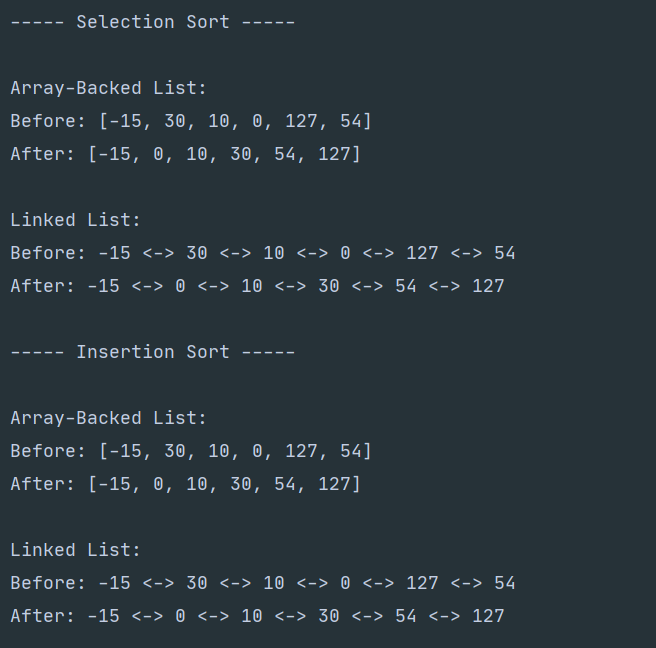 ----- Selection Sort -----
Array-Backed List:
Before: [-15, 30, 10, 0, 127, 54]
After: [-15, 0, 10, 30, 54, 127]
Linked List:
Before: -15 <-> 30 <-> 10 <-> 0 <-> 127 <-> 54
After: -15 <-> 0 <-> 10 <-> 30 <-> 54 <-> 127
----- Insertion Sort -----
Array-Backed List:
Before: [-15, 30, 10, 0, 127, 54]
After: [-15, 0, 10, 30, 54, 127]
Linked List:
Before: -15 <-> 30 <-> 10 <-> 0 <-> 127 <-> 54
After: -15 <-> 0 <-> 10 <-> 30 <-> 54 <-> 127